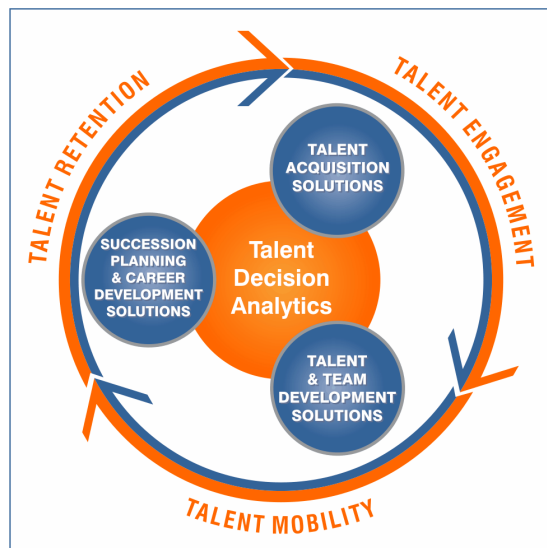 TALENT RETENTION
TALENT ENGAGEMENT
TALENT
ACQUISITION
SOLUTIONS
SUCCESSION
PLANNING
& CAREER
DEVELOPMENT
SOLUTIONS
Talent
Decision
Analytics
TALENT
& TEAM
DEVELOPMENT
SOLUTIONS
TALENT MOBILITY